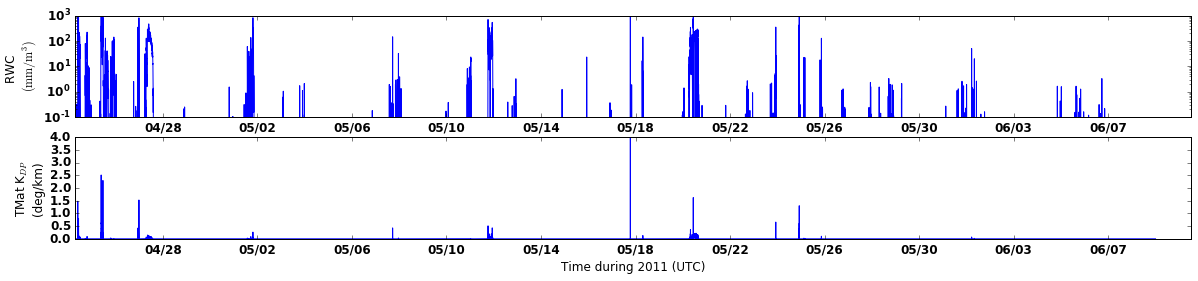 RWC
(mm/m³)
10³
10²
10¹
10⁰
10⁻¹
04/28 05/02 05/06 05/10 05/14 05/18 05/22 05/26 05/30 06/03 06/07
TMat K_DP
(deg/km)
4.0
3.5
3.0
2.5
2.0
1.5
1.0
0.5
0.0
04/28 05/02 05/06 05/10 05/14 05/18 05/22 05/26 05/30 06/03 06/07
Time during 2011 (UTC)